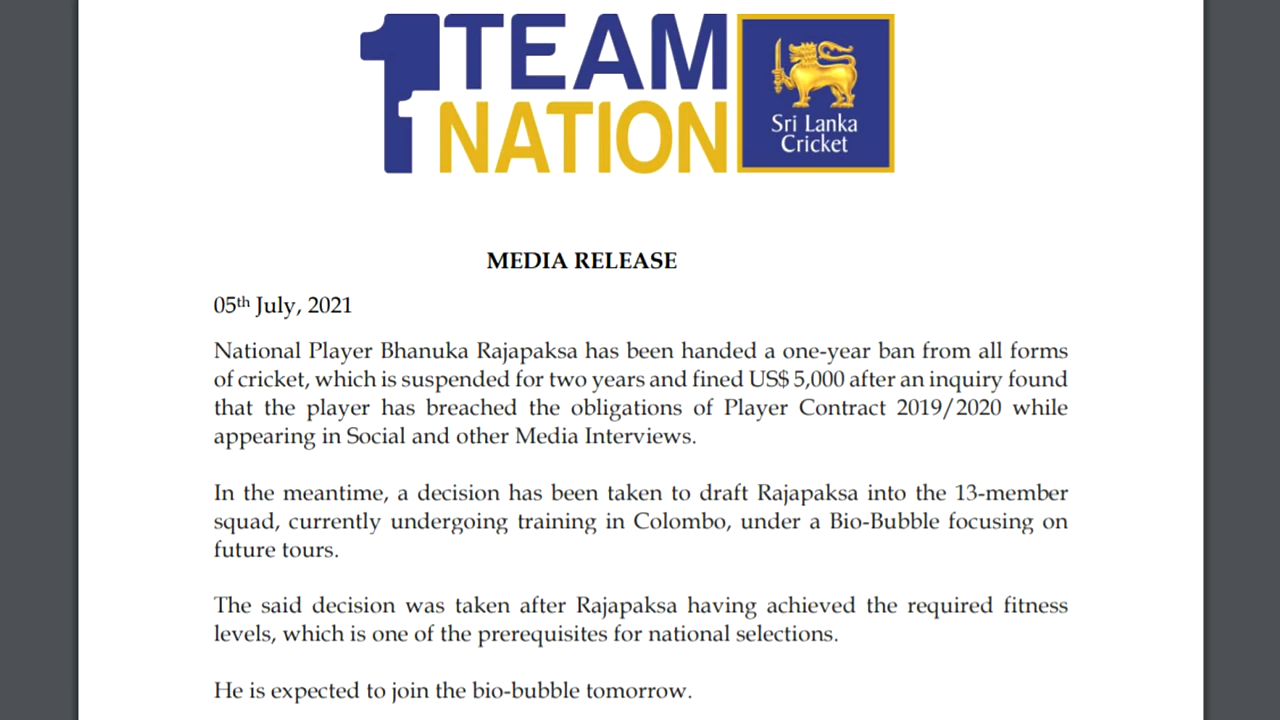 1 TEAM
1 NATION
Sri Lanka
Cricket
MEDIA RELEASE
05th July, 2021
National Player Bhanuka Rajapaksa has been handed a one-year ban from all forms
of cricket, which is suspended for two years and fined US$ 5,000 after an inquiry found
that the player has breached the obligations of Player Contract 2019/2020 while
appearing in Social and other Media Interviews.
In the meantime, a decision has been taken to draft Rajapaksa into the 13-member
squad, currently undergoing training in Colombo, under a Bio-Bubble focusing on
future tours.
The said decision was taken after Rajapaksa having achieved the required fitness
levels, which is one of the prerequisites for national selections.
He is expected to join the bio-bubble tomorrow.